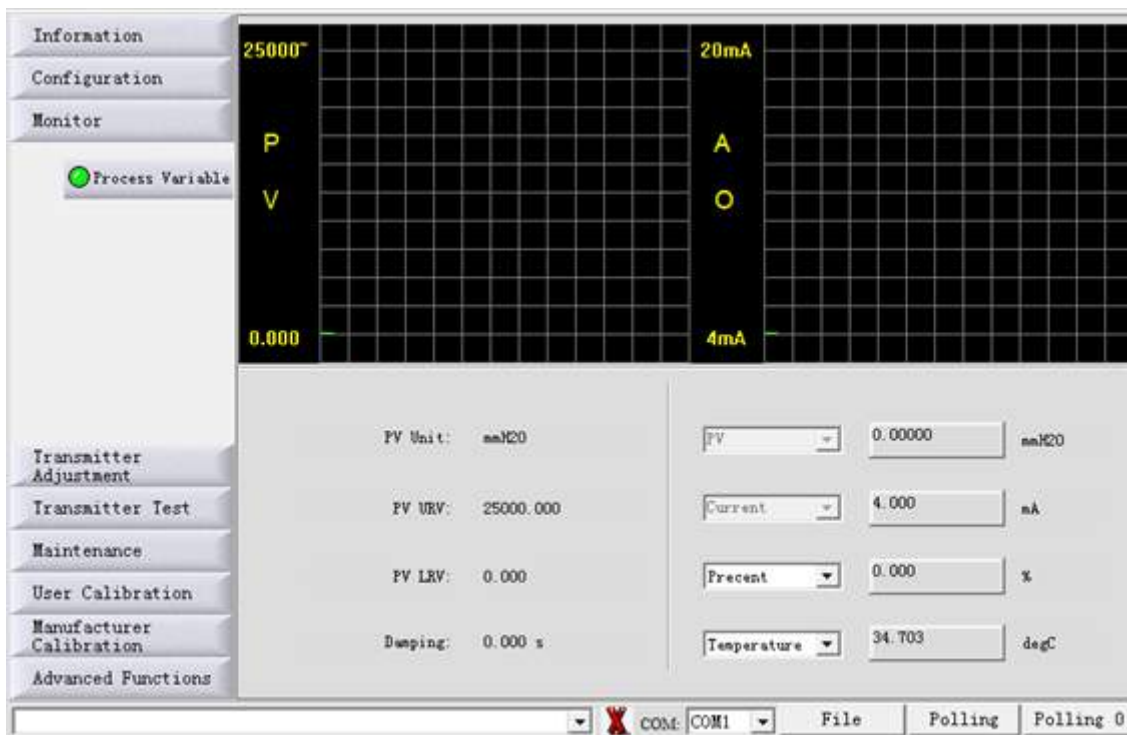 Information
Configuration
Monitor
Process Variable
Transmitter
Adjustment
Transmitter Test
Maintenance
User Calibration
Manufacturer
Calibration
Advanced Functions
25000~
P
V
0.000
20mA
A
O
4mA
PV Unit: mmH2O
PV URV: 25000.000
PV LRV: 0.000
Damping: 0.000 s
PV 0.00000 mmH2O
Current 4.000 mA
Precent 0.000 %
Temperature 34.703 degC
COM: COM1 File Polling Polling 0